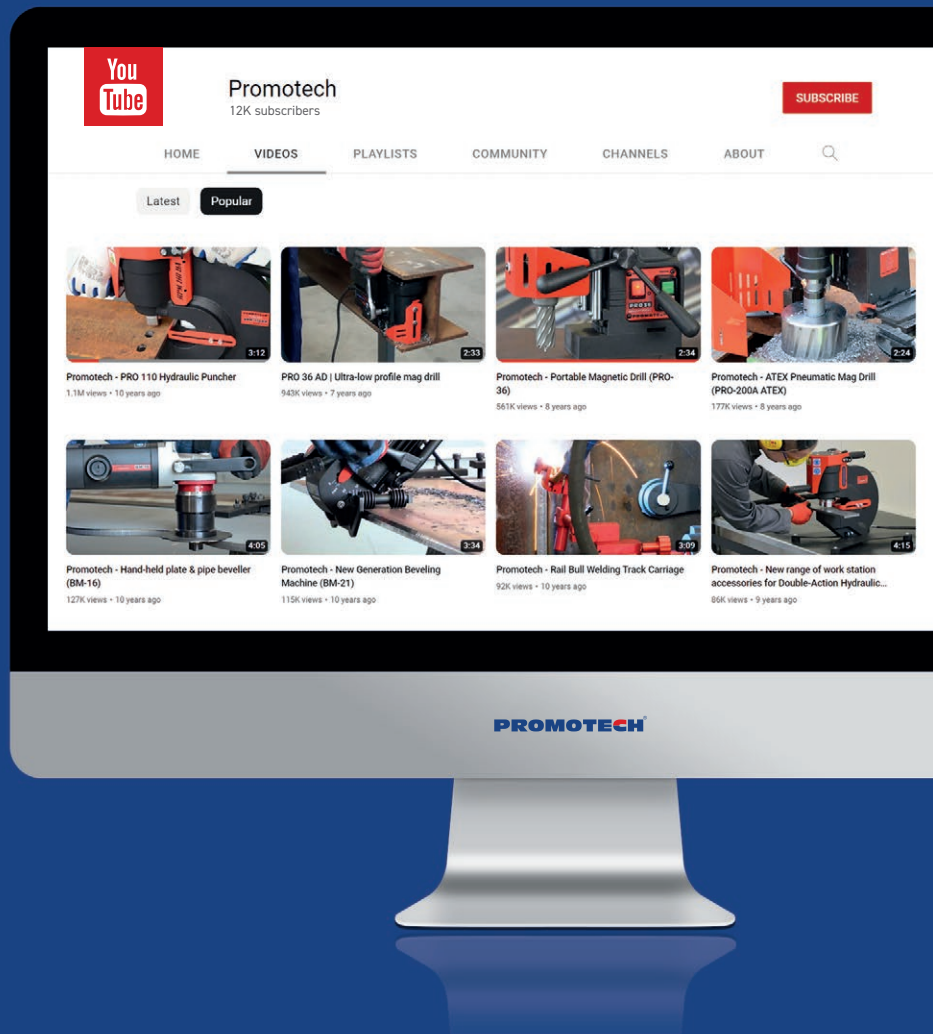 You
Tube
Promotech
12K subscribers
SUBSCRIBE
HOME VIDEOS PLAYLISTS COMMUNITY CHANNELS ABOUT
Latest Popular
3:12
2:33
PRO 36
2:34
2:24
Promotech - PRO 110 Hydraulic Puncher
1.1M views • 10 years ago
PRO 36 AD | Ultra-low profile mag drill
943K views • 7 years ago
Promotech - Portable Magnetic Drill (PRO-
36)
561K views • 8 years ago
Promotech - ATEX Pneumatic Mag Drill
(PRO-200A ATEX)
177K views • 8 years ago
4:05
3:34
3:09
4:15
Promotech - Hand-held plate & pipe beveller
(BM-16)
127K views • 10 years ago
Promotech - New Generation Beveling
Machine (BM-21)
115K views • 10 years ago
Promotech - Rail Bull Welding Track Carriage
92K views • 10 years ago
Promotech - New range of work station
accessories for Double-Action Hydraulic...
86K views • 9 years ago
PROMOTECH®